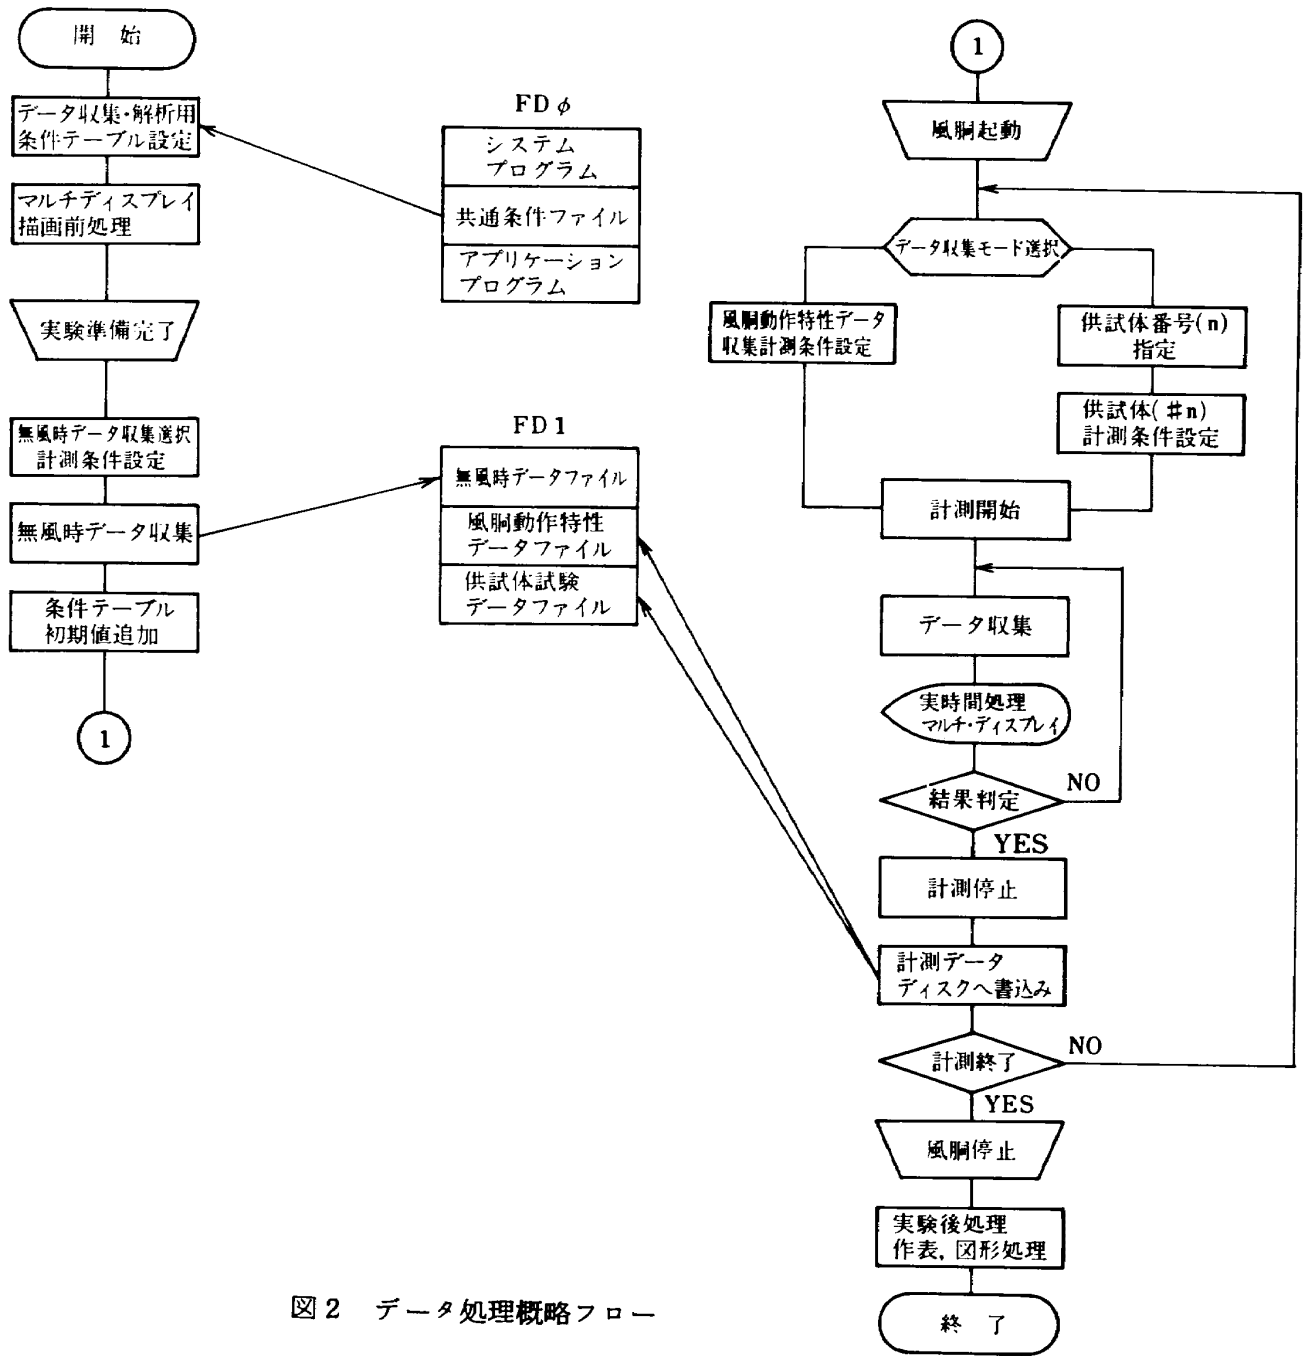 開 始
データ収集・解析用
条件テーブル設定
マルチディスプレイ
描画前処理
実験準備完了
無風時データ収集選択
計測条件設定
無風時データ収集
条件テーブル
初期値追加
1
FDφ
システム
プログラム
共通条件ファイル
アプリケーション
プログラム
FD1
無風時データファイル
風胴動作特性
データファイル
供試体試験
データファイル
1
風胴起動
データ収集モード選択
風胴動作特性データ
収集計測条件設定
供試体番号(n)
指定
供試体(#n)
計測条件設定
計測開始
データ収集
実時間処理
マルチ・ディスプレイ
結果判定
NO
YES
計測停止
計測データ
ディスクへ書込み
計測終了
NO
YES
風胴停止
実験後処理
作表, 図形処理
終 了
図2 データ処理概略フロー